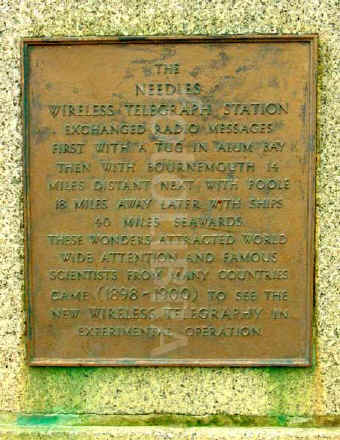 THE
NEEDLES
WIRELESS TELEGRAPH STATION
EXCHANGED RADIO MESSAGES
FIRST WITH A TUG IN ALUM BAY
THEN WITH BOURNEMOUTH 14
MILES DISTANT NEXT WITH POOLE
18 MILES AWAY LATER WITH SHIPS
40 MILES SEAWARDS
THESE WONDERS ATTRACTED WORLD
WIDE ATTENTION AND FAMOUS
SCIENTISTS FROM MANY COUNTRIES
CAME (1898-1900) TO SEE THE
NEW WIRELESS TELEGRAPHY IN
EXPERIMENTAL OPERATION